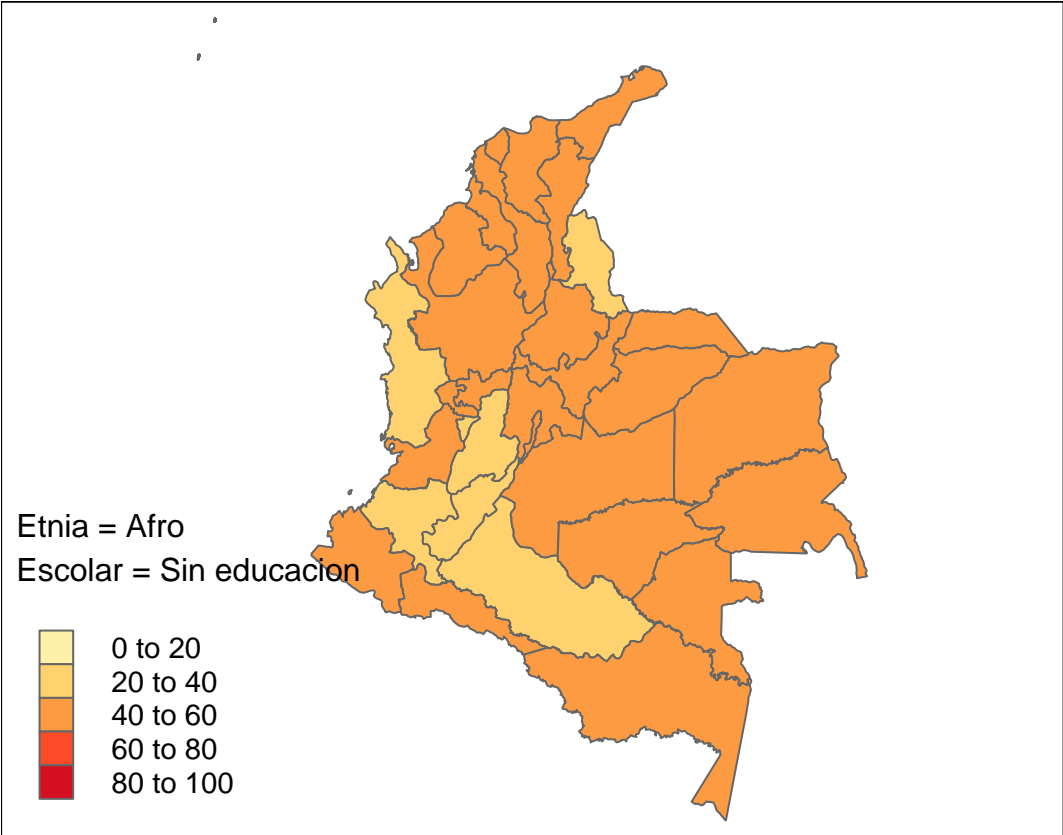 Etnia = Afro
Escolar = Sin educacion
0 to 20
20 to 40
40 to 60
60 to 80
80 to 100